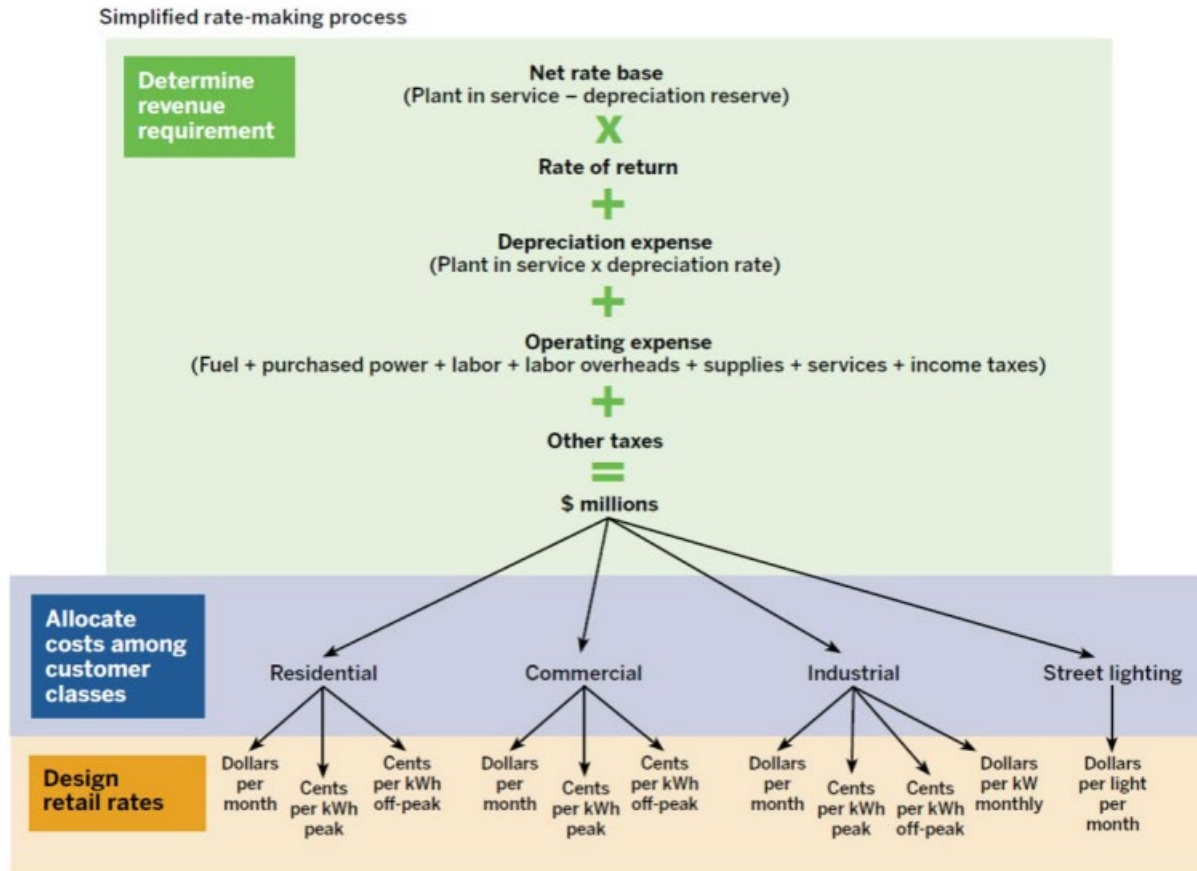 Simplified rate-making process
Determine
revenue
requirement
Net rate base
(Plant in service – depreciation reserve)
X
Rate of return
+
Depreciation expense
(Plant in service x depreciation rate)
+
Operating expense
(Fuel + purchased power + labor + labor overheads + supplies + services + income taxes)
+
Other taxes
=
$ millions
Allocate
costs among
customer
classes
Residential
Commercial
Industrial
Street lighting
Design
retail rates
Dollars
per
month
Cents
per kWh
peak
Cents
per kWh
off-peak
Dollars
per
month
Cents
per kWh
peak
Cents
per kWh
off-peak
Dollars
per
month
Cents
per kWh
peak
Cents
per kWh
off-peak
Dollars
per kW
monthly
Dollars
per light
per
month